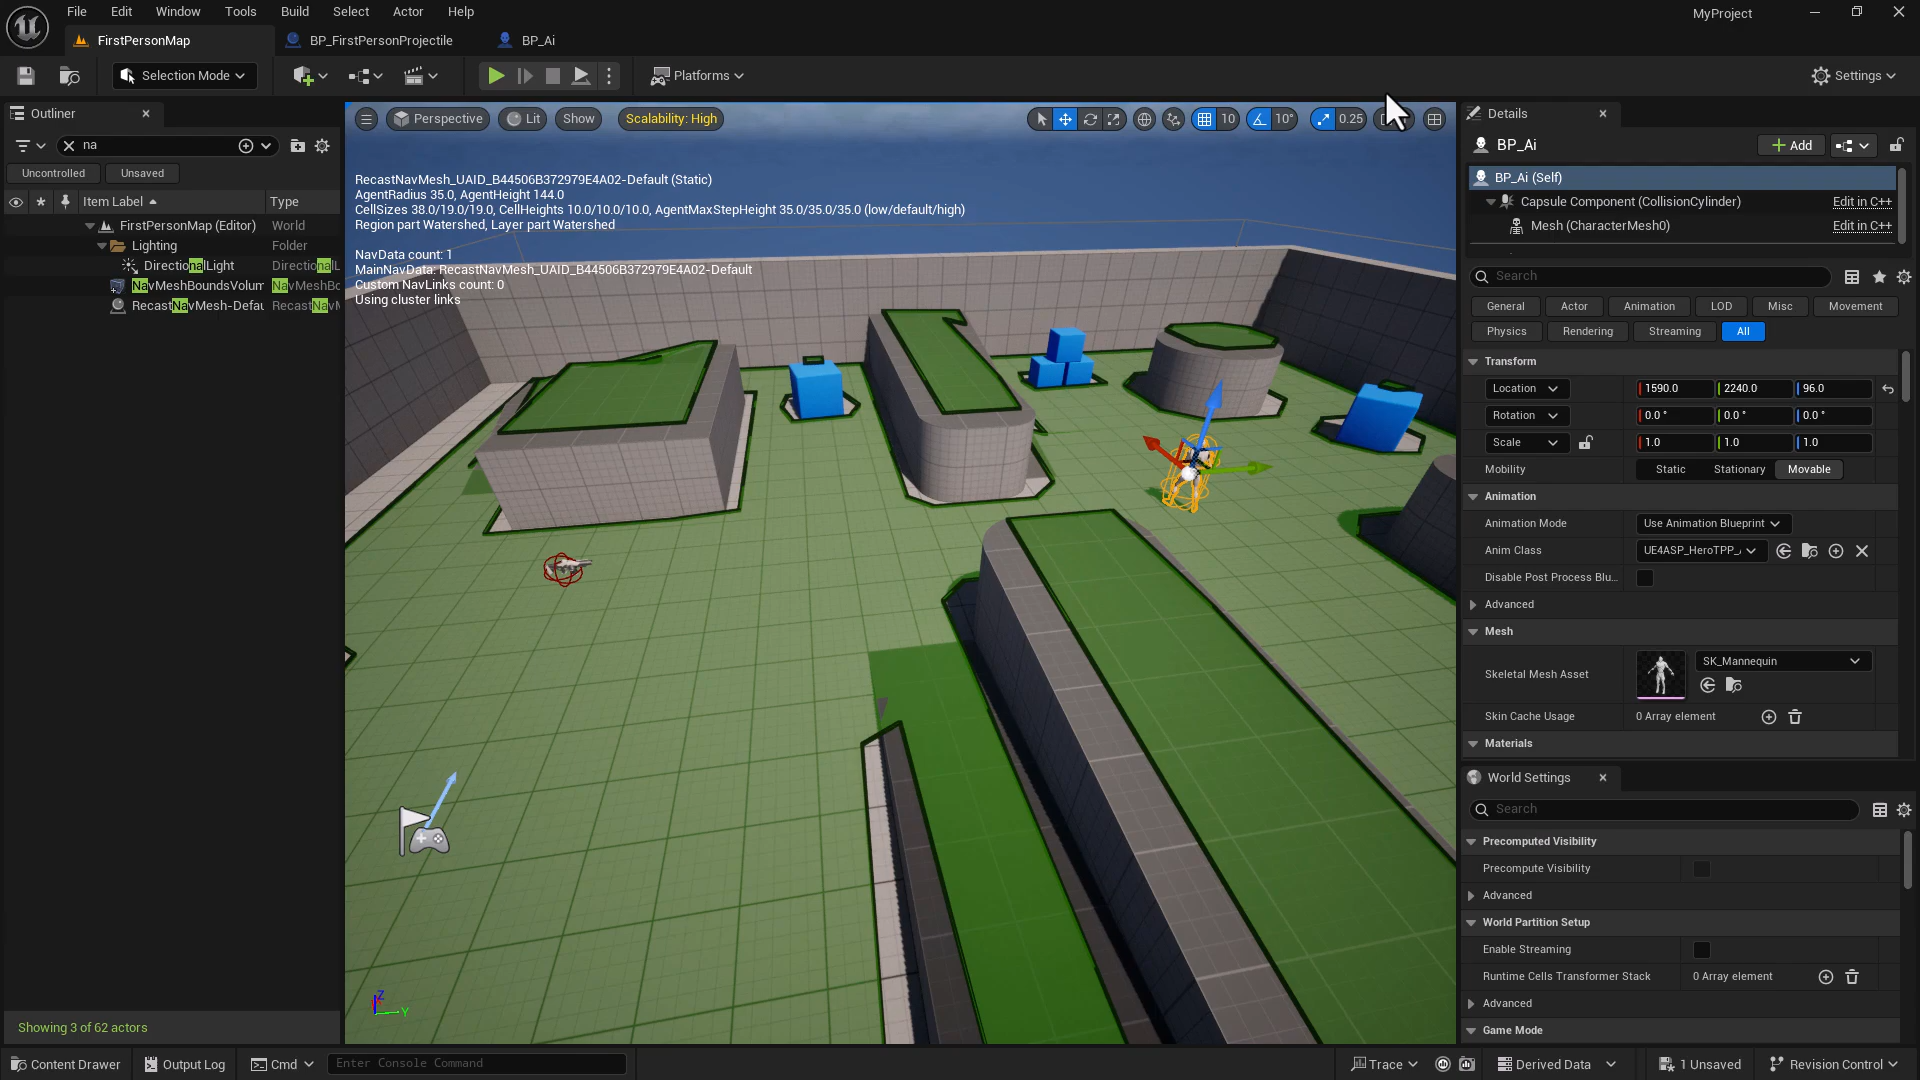 File Edit Window Tools Build Select Actor Help
MyProject
FirstPersonMap
BP_FirstPersonProjectile
BP_Ai
Selection Mode
Platforms
Settings
Outliner
na
Uncontrolled
Unsaved
Item Label
Type
FirstPersonMap (Editor) World
Lighting Folder
DirectionalLight DirectionalL
NavMeshBoundsVolum NavMeshBo
RecastNavMesh-Defau RecastNavM
Showing 3 of 62 actors
Perspective
Lit
Show
Scalability: High
10
10°
0.25
RecastNavMesh_UAID_B44506B372979E4A02-Default (Static)
AgentRadius 35.0, AgentHeight 144.0
CellSizes 38.0/19.0/19.0, CellHeights 10.0/10.0/10.0, AgentMaxStepHeight 35.0/35.0/35.0 (low/default/high)
Region part Watershed, Layer part Watershed
NavData count: 1
MainNavData: RecastNavMesh_UAID_B44506B372979E4A02-Default
Custom NavLinks count: 0
Using cluster links
Z
Y
Details
BP_Ai
Add
BP_Ai (Self)
Capsule Component (CollisionCylinder) Edit in C++
Mesh (CharacterMesh0) Edit in C++
Search
General Actor Animation LOD Misc Movement
Physics Rendering Streaming All
Transform
Location 1590.0 2240.0 96.0
Rotation 0.0 ° 0.0 ° 0.0 °
Scale 1.0 1.0 1.0
Mobility Static Stationary Movable
Animation
Animation Mode Use Animation Blueprint
Anim Class UE4ASP_HeroTPP_
Disable Post Process Blu...
Advanced
Mesh
Skeletal Mesh Asset SK_Mannequin
Skin Cache Usage 0 Array element
Materials
World Settings
Search
Precomputed Visibility
Precompute Visibility
Advanced
World Partition Setup
Enable Streaming
Runtime Cells Transformer Stack 0 Array element
Advanced
Game Mode
Content Drawer
Output Log
Cmd
Enter Console Command
Trace
Derived Data
1 Unsaved
Revision Control